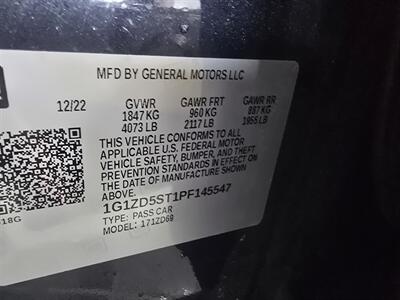 MFD BY GENERAL MOTORS LLC
12/22 GVWR GAWR FRT GAWR RR
1847 KG 960 KG 887 KG
4073 LB 2117 LB 1955 LB
THIS VEHICLE CONFORMS TO ALL
APPLICABLE U.S. FEDERAL MOTOR
VEHICLE SAFETY, BUMPER, AND THEFT
PREVENTION STANDARDS IN EFFECT ON
THE DATE OF MANUFACTURE SHOWN
ABOVE.
1G1ZD5ST1PF145547
TYPE: PASS CAR
MODEL: 171ZD69